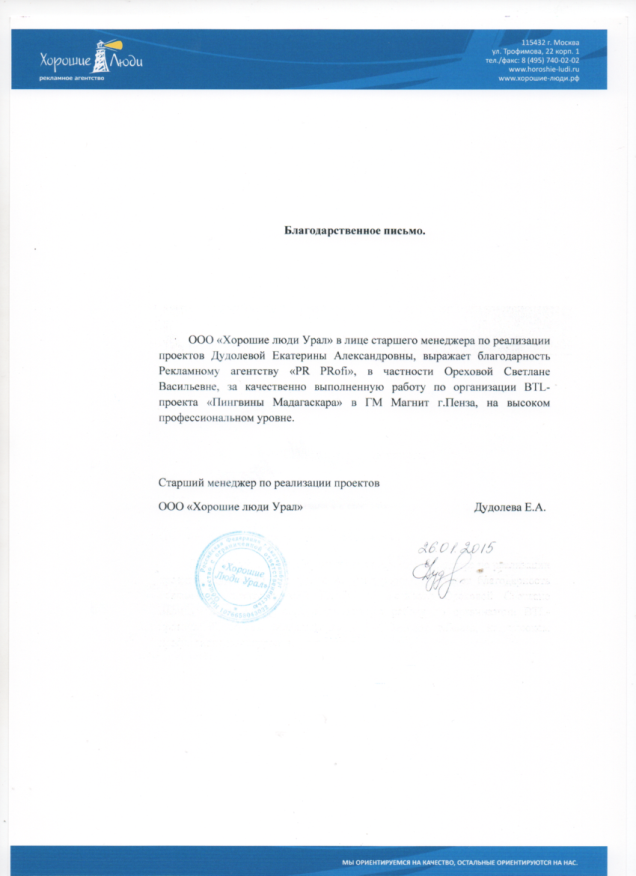 Хорошие Люди
рекламное агентство
115432 г. Москва
ул. Трофимова, 22 корп. 1
тел./факс: 8 (495) 740-02-02
www.horoshie-ludi.ru
www.хорошие-люди.рф
Благодарственное письмо.
ООО «Хорошие люди Урал» в лице старшего менеджера по реализации
проектов Дудолевой Екатерины Александровны, выражает благодарность
Рекламному агентству «PR PRofi», в частности Ореховой Светлане
Васильевне, за качественно выполненную работу по организации BTL-
проекта «Пингвины Мадагаскара» в ГМ Магнит г.Пенза, на высоком
профессиональном уровне.
Старший менеджер по реализации проектов
ООО «Хорошие люди Урал»
Дудолева Е.А.
26.01.2015
«Хорошие
Люди Урал»
МЫ ОРИЕНТИРУЕМСЯ НА КАЧЕСТВО, ОСТАЛЬНЫЕ ОРИЕНТИРУЮТСЯ НА НАС.